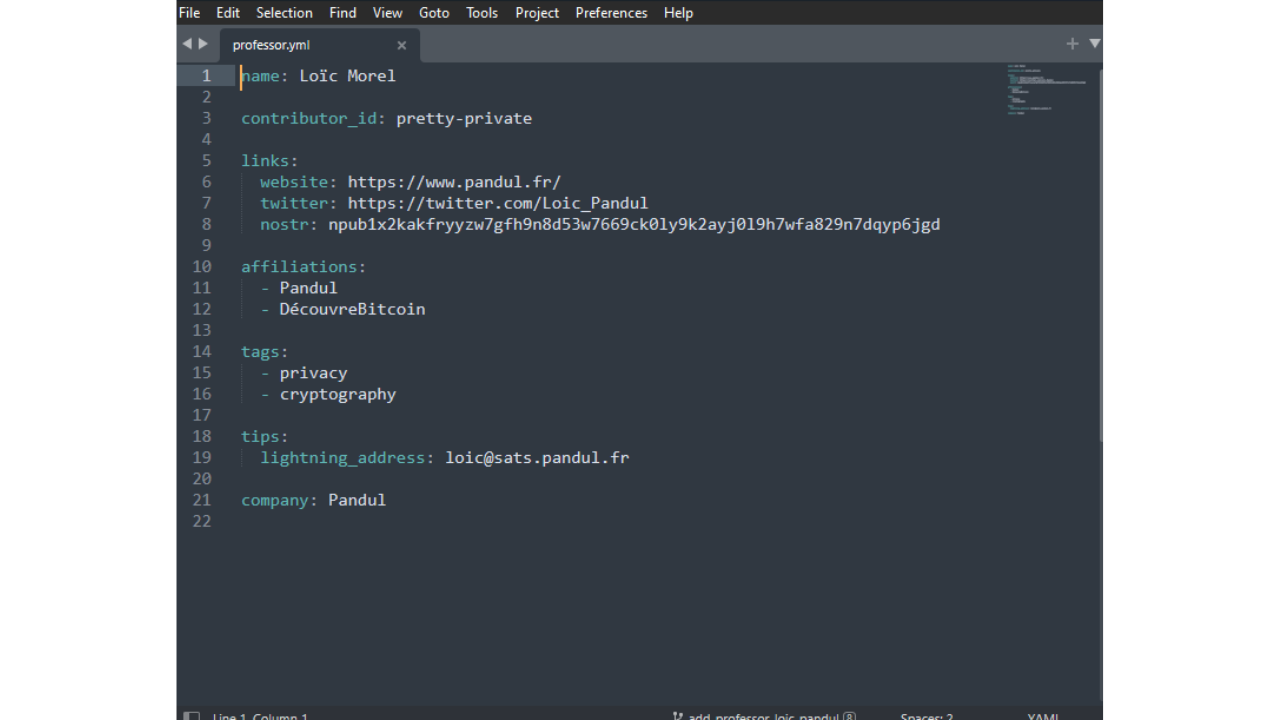 File Edit Selection Find View Goto Tools Project Preferences Help
professor.yml
1 name: Loïc Morel
2
3 contributor_id: pretty-private
4
5 links:
6 website: https://www.pandul.fr/
7 twitter: https://twitter.com/Loic_Pandul
8 nostr: npub1x2kakfryyzw7gfh9n8d53w7669ck0ly9k2ayj0l9h7wfa829n7dqyp6jgd
9
10 affiliations:
11 - Pandul
12 - DécouvreBitcoin
13
14 tags:
15 - privacy
16 - cryptography
17
18 tips:
19 lightning_address: loic@sats.pandul.fr
20
21 company: Pandul
22
Line 1, Column 1 add_professor_loic_pandul 8 Spaces: 2 YAML